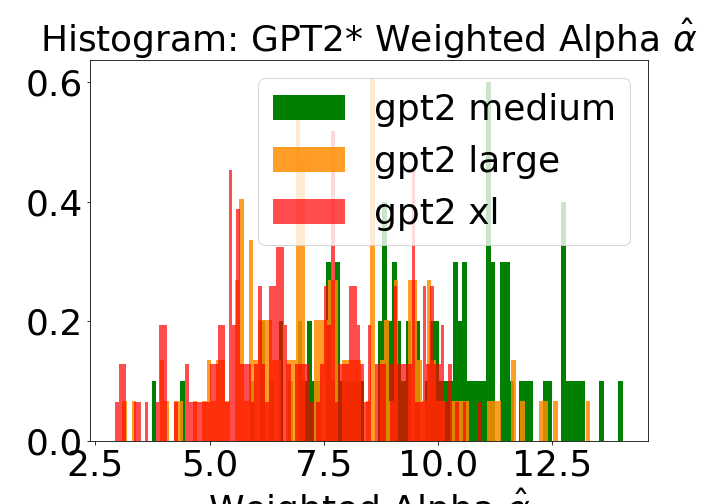 Histogram: GPT2* Weighted Alpha α̂
0.6
0.4
0.2
0.0
gpt2 medium
gpt2 large
gpt2 xl
2.5 5.0 7.5 10.0 12.5
Weighted Alpha α̂